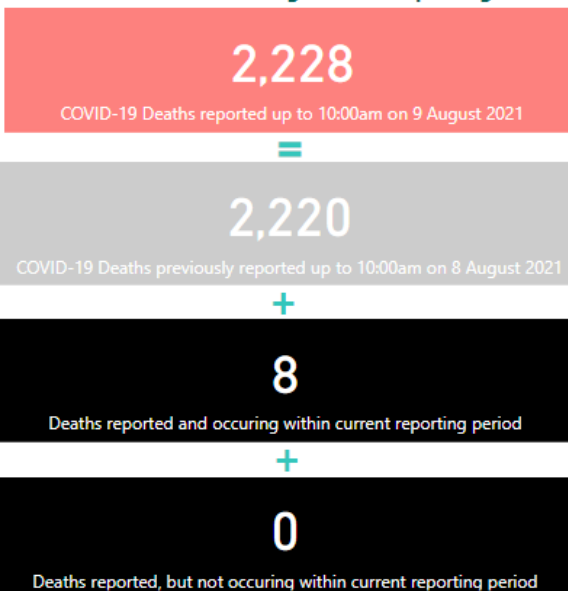 2,228
COVID-19 Deaths reported up to 10:00am on 9 August 2021
=
2,220
COVID-19 Deaths previously reported up to 10:00am on 8 August 2021
+
8
Deaths reported and occuring within current reporting period
+
0
Deaths reported, but not occuring within current reporting period